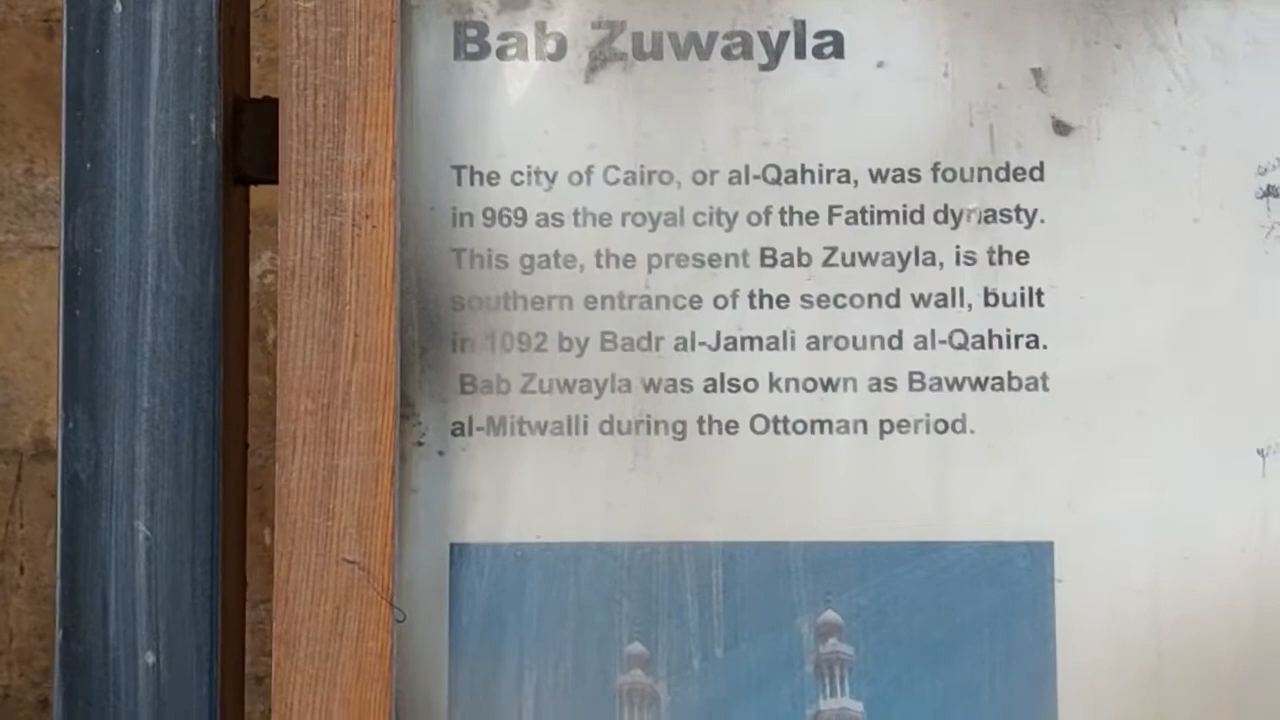 Bab Zuwayla
The city of Cairo, or al-Qahira, was founded
in 969 as the royal city of the Fatimid dynasty.
This gate, the present Bab Zuwayla, is the
southern entrance of the second wall, built
in 1092 by Badr al-Jamali around al-Qahira.
Bab Zuwayla was also known as Bawwabat
al-Mitwalli during the Ottoman period.